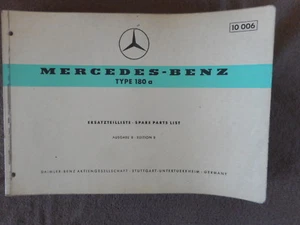 10 006
MERCEDES-BENZ
TYPE 180 a
ERSATZTEILLISTE · SPARE PARTS LIST
AUSGABE B · EDITION B
DAIMLER-BENZ AKTIENGESELLSCHAFT · STUTTGART-UNTERTÜRKHEIM · GERMANY